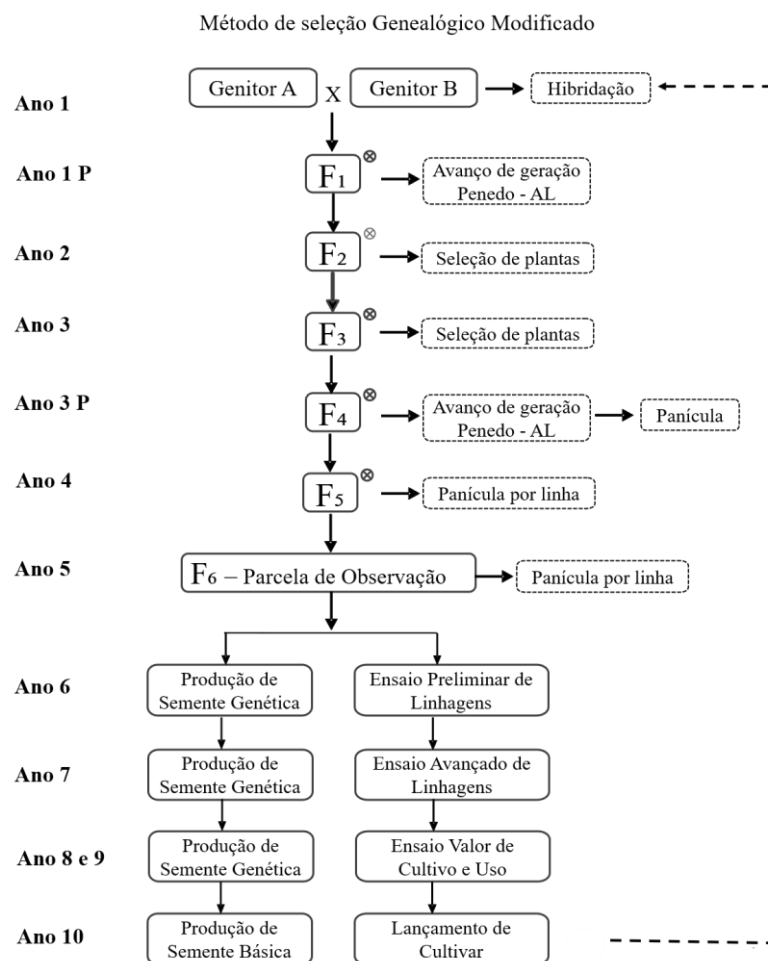 Método de seleção Genealógico Modificado
Ano 1
Genitor A
X
Genitor B
Hibridação
Ano 1 P
F₁
⊗
Avanço de geração
Penedo - AL
Ano 2
F₂
⊗
Seleção de plantas
Ano 3
F₃
⊗
Seleção de plantas
Ano 3 P
F₄
⊗
Avanço de geração
Penedo - AL
Panícula
Ano 4
F₅
⊗
Panícula por linha
Ano 5
F₆ – Parcela de Observação
Panícula por linha
Ano 6
Produção de
Semente Genética
Ensaio Preliminar de
Linhagens
Ano 7
Produção de
Semente Genética
Ensaio Avançado de
Linhagens
Ano 8 e 9
Produção de
Semente Genética
Ensaio Valor de
Cultivo e Uso
Ano 10
Produção de
Semente Básica
Lançamento de
Cultivar